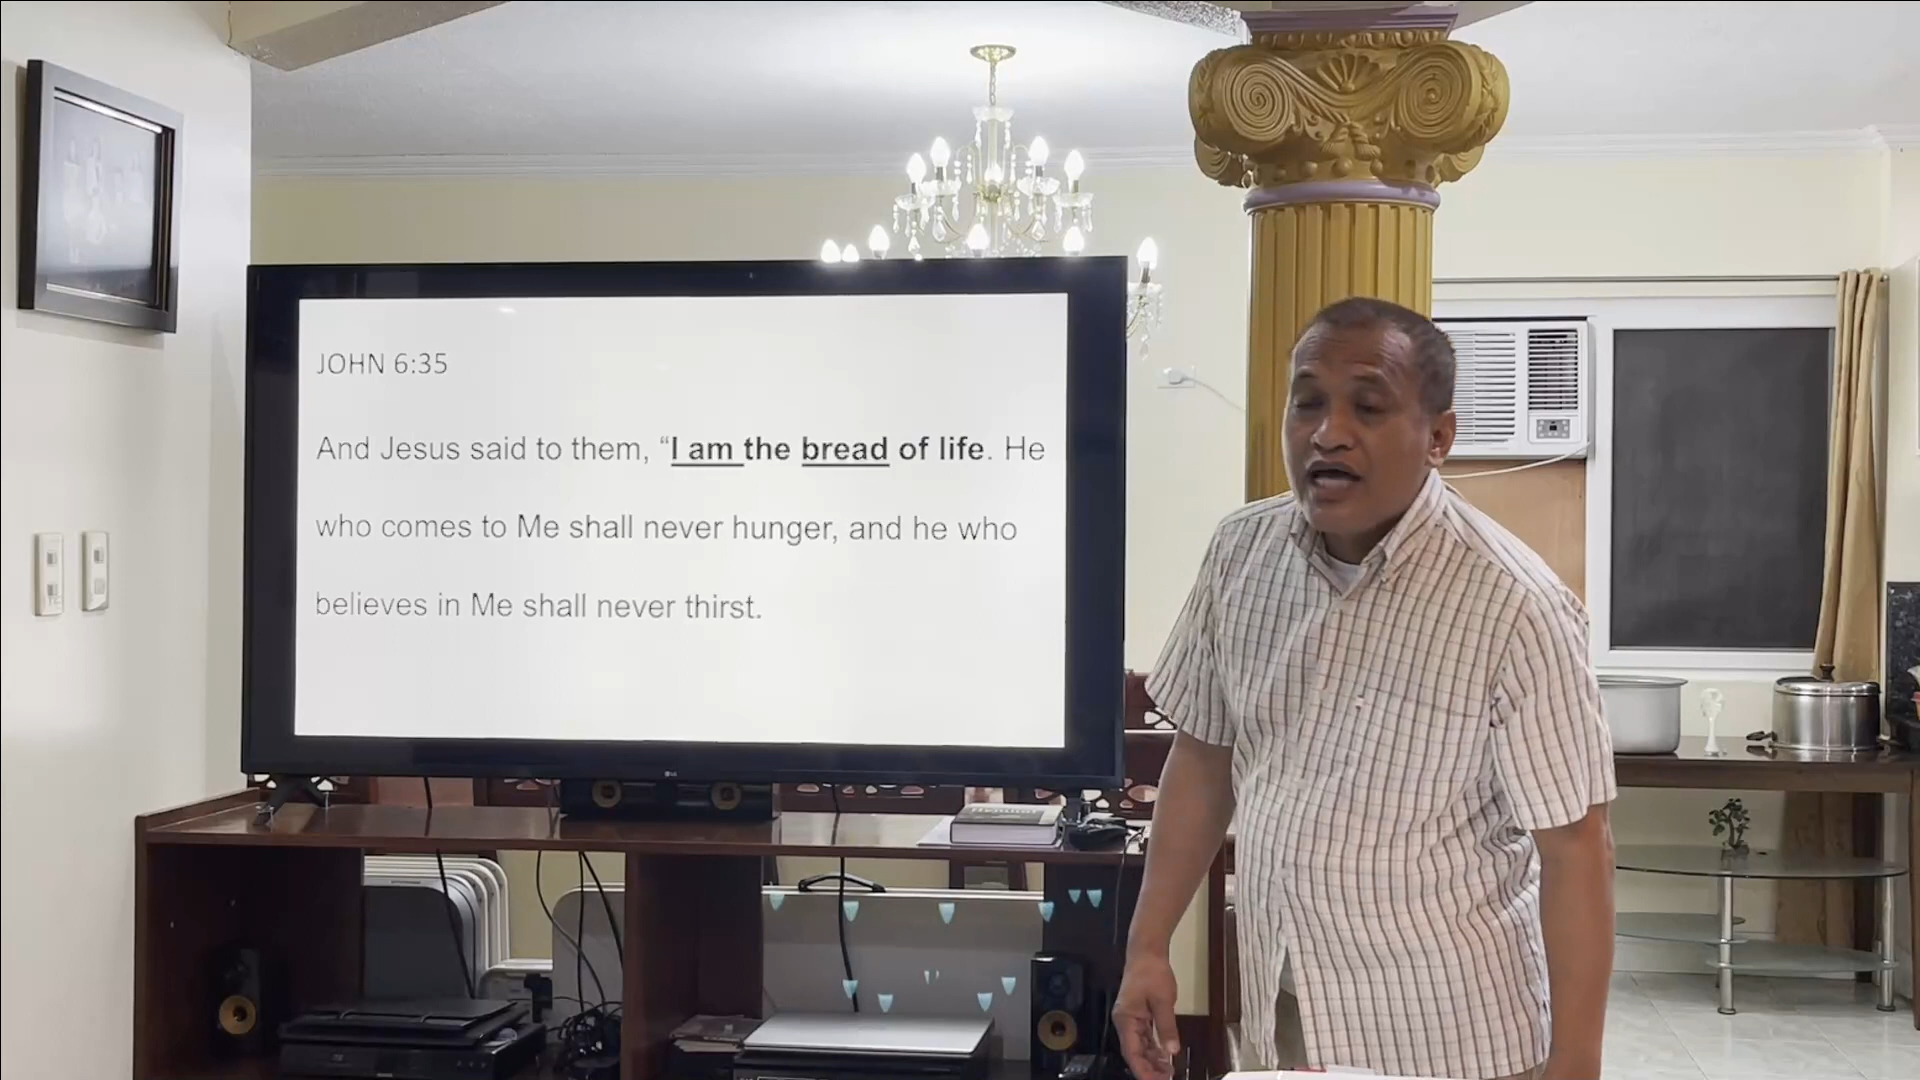 JOHN 6:35
And Jesus said to them, “I am the bread of life. He
who comes to Me shall never hunger, and he who
believes in Me shall never thirst.
LG